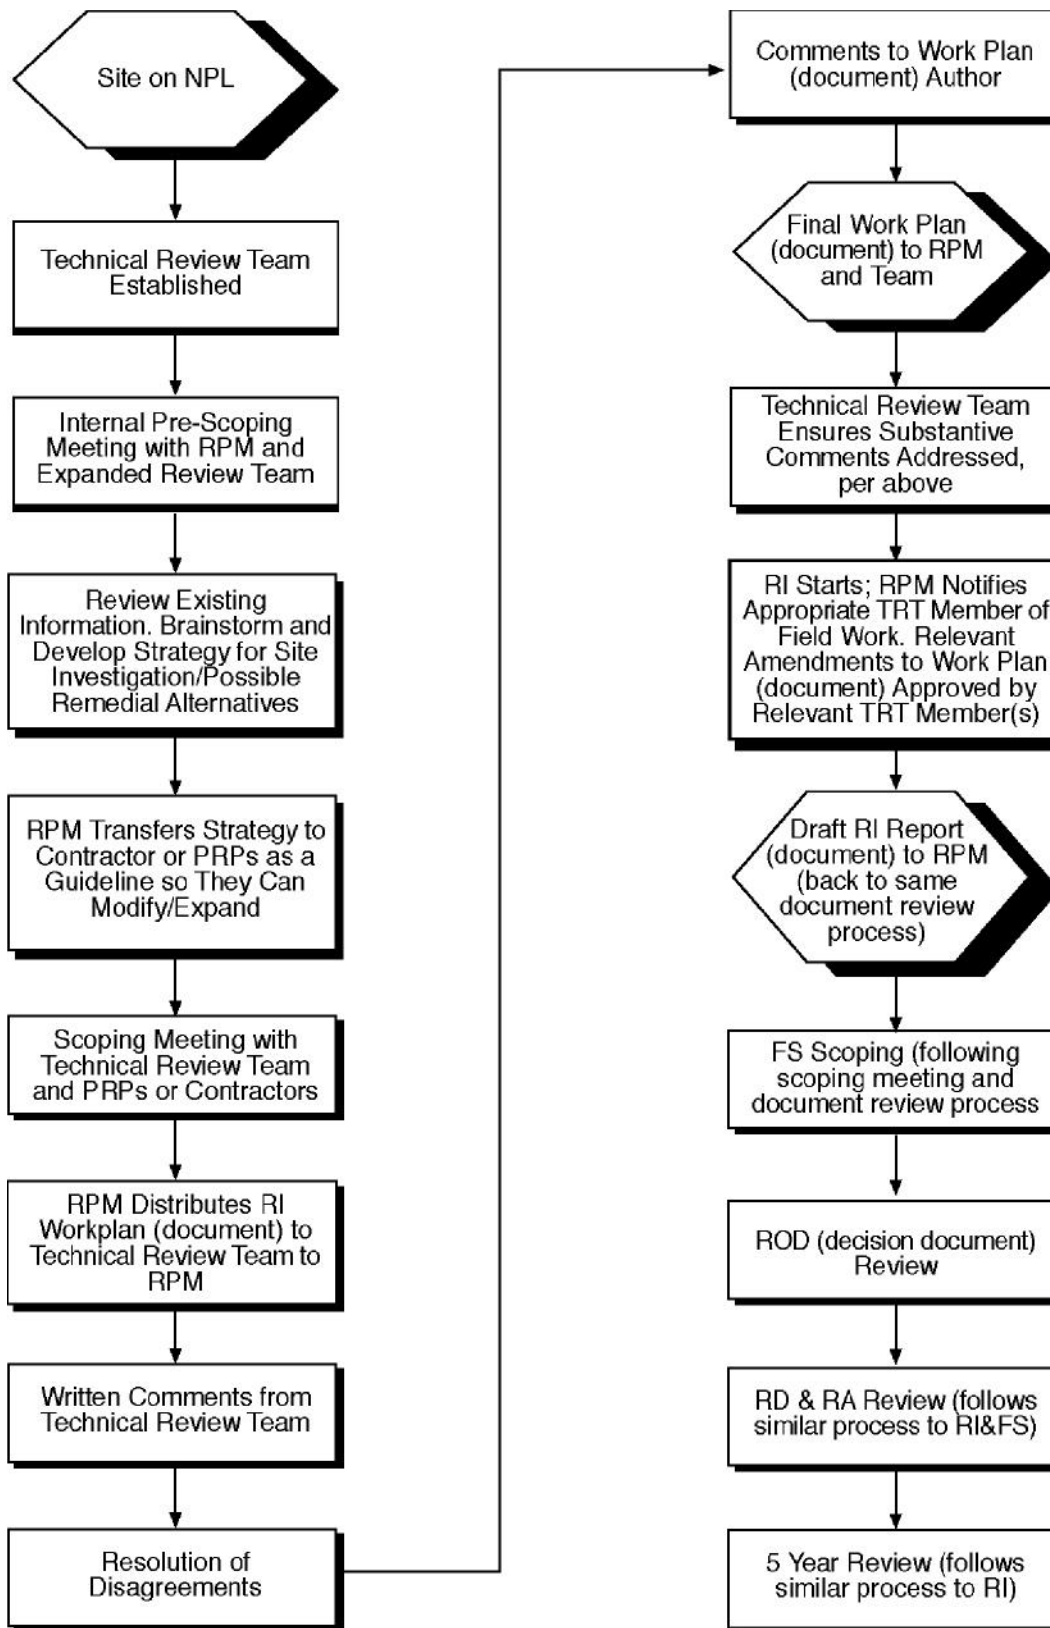 Site on NPL
Technical Review Team
Established
Internal Pre-Scoping
Meeting with RPM and
Expanded Review Team
Review Existing
Information. Brainstorm and
Develop Strategy for Site
Investigation/Possible
Remedial Alternatives
RPM Transfers Strategy to
Contractor or PRPs as a
Guideline so They Can
Modify/Expand
Scoping Meeting with
Technical Review Team
and PRPs or Contractors
RPM Distributes RI
Workplan (document) to
Technical Review Team to
RPM
Written Comments from
Technical Review Team
Resolution of
Disagreements
Comments to Work Plan
(document) Author
Final Work Plan
(document) to RPM
and Team
Technical Review Team
Ensures Substantive
Comments Addressed,
per above
RI Starts; RPM Notifies
Appropriate TRT Member of
Field Work. Relevant
Amendments to Work Plan
(document) Approved by
Relevant TRT Member(s)
Draft RI Report
(document) to RPM
(back to same
document review
process)
FS Scoping (following
scoping meeting and
document review process
ROD (decision document)
Review
RD & RA Review (follows
similar process to RI&FS)
5 Year Review (follows
similar process to RI)